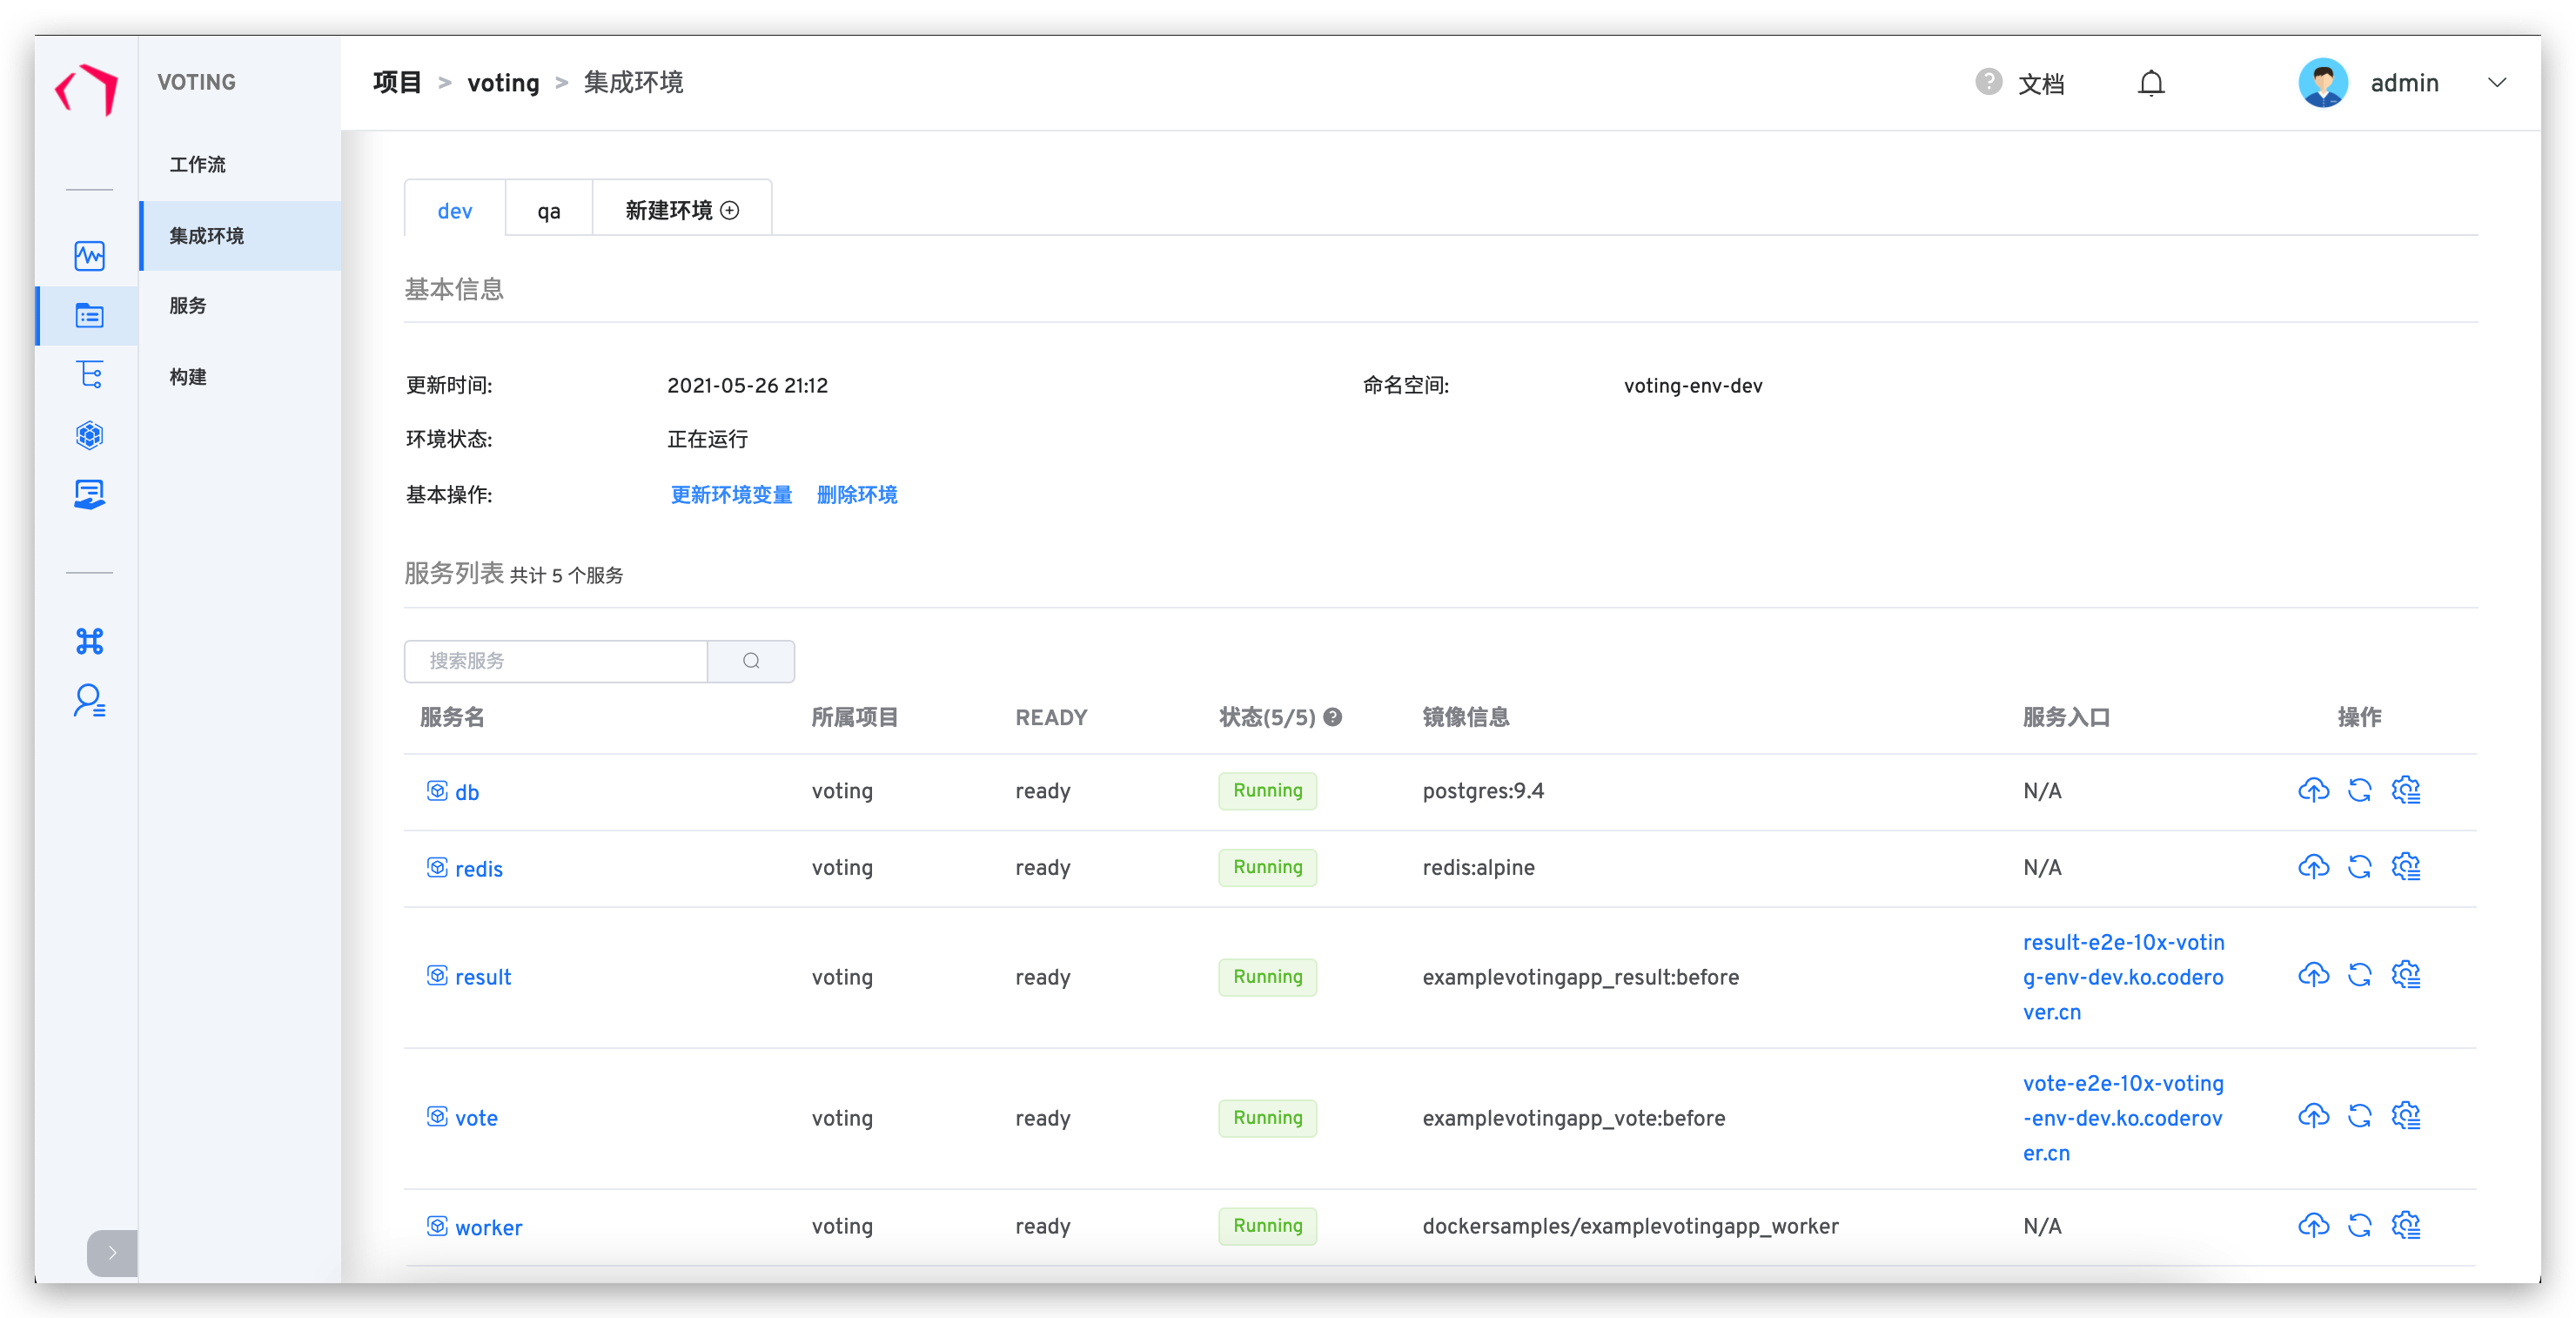 VOTING
项目 > voting > 集成环境
? 文档
admin
工作流
集成环境
服务
构建
dev
qa
新建环境
基本信息
更新时间: 2021-05-26 21:12
命名空间: voting-env-dev
环境状态: 正在运行
基本操作: 更新环境变量 删除环境
服务列表 共计 5 个服务
搜索服务
服务名 所属项目 READY 状态(5/5) ? 镜像信息 服务入口 操作
db voting ready Running postgres:9.4 N/A
redis voting ready Running redis:alpine N/A
result voting ready Running examplevotingapp_result:before
result-e2e-10x-votin
g-env-dev.ko.codero
ver.cn
vote voting ready Running examplevotingapp_vote:before
vote-e2e-10x-voting
-env-dev.ko.coderov
er.cn
worker voting ready Running dockersamples/examplevotingapp_worker N/A